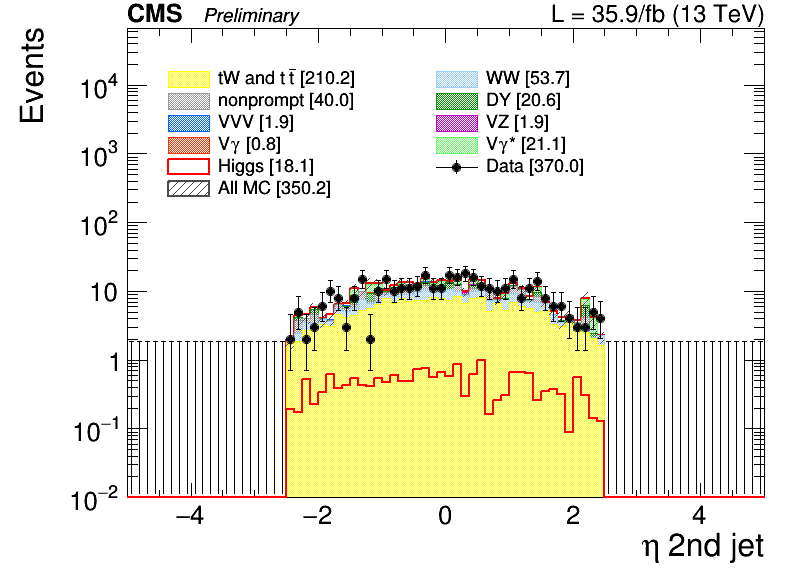 CMS Preliminary L = 35.9/fb (13 TeV)
Events
tW and tt̅ [210.2] WW [53.7]
nonprompt [40.0] DY [20.6]
VVV [1.9] VZ [1.9]
Vγ [0.8] Vγ* [21.1]
Higgs [18.1] Data [370.0]
All MC [350.2]
10⁴
10³
10²
10
1
10⁻¹
10⁻²
−4 −2 0 2 4
η 2nd jet